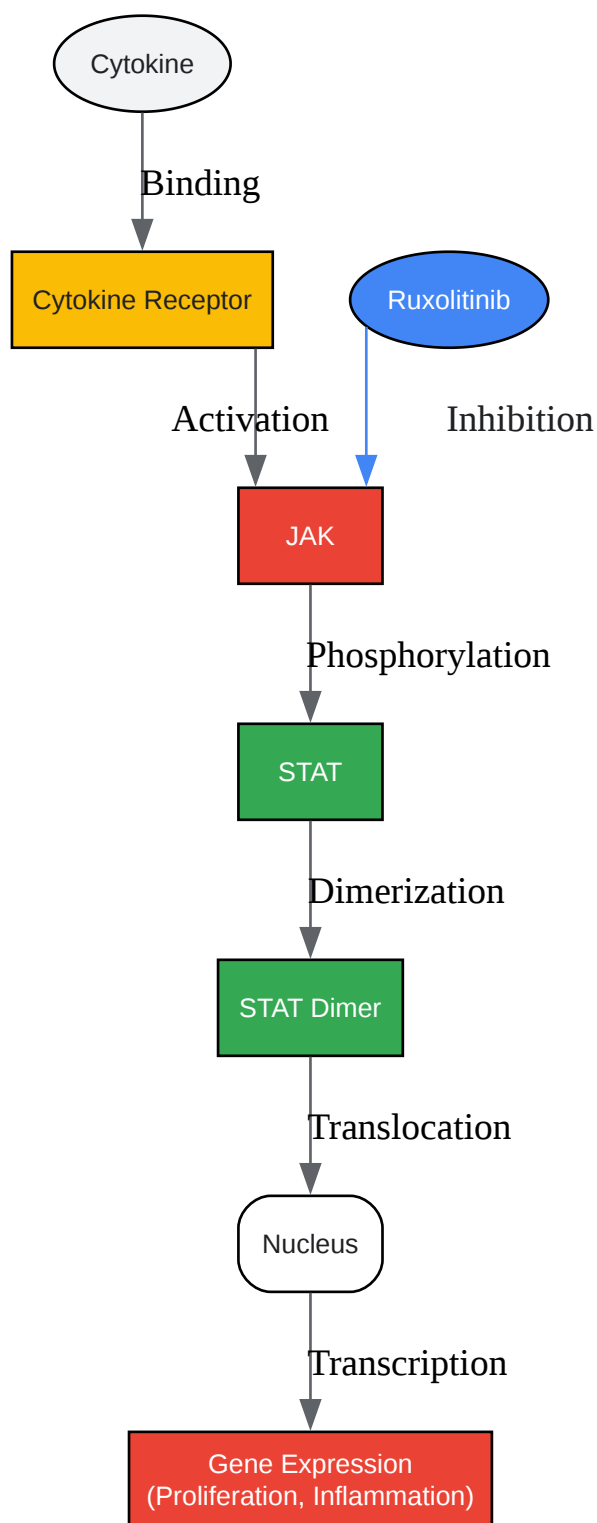 Cytokine
Binding
Cytokine Receptor
Ruxolitinib
Activation
Inhibition
JAK
Phosphorylation
STAT
Dimerization
STAT Dimer
Translocation
Nucleus
Transcription
Gene Expression
(Proliferation, Inflammation)